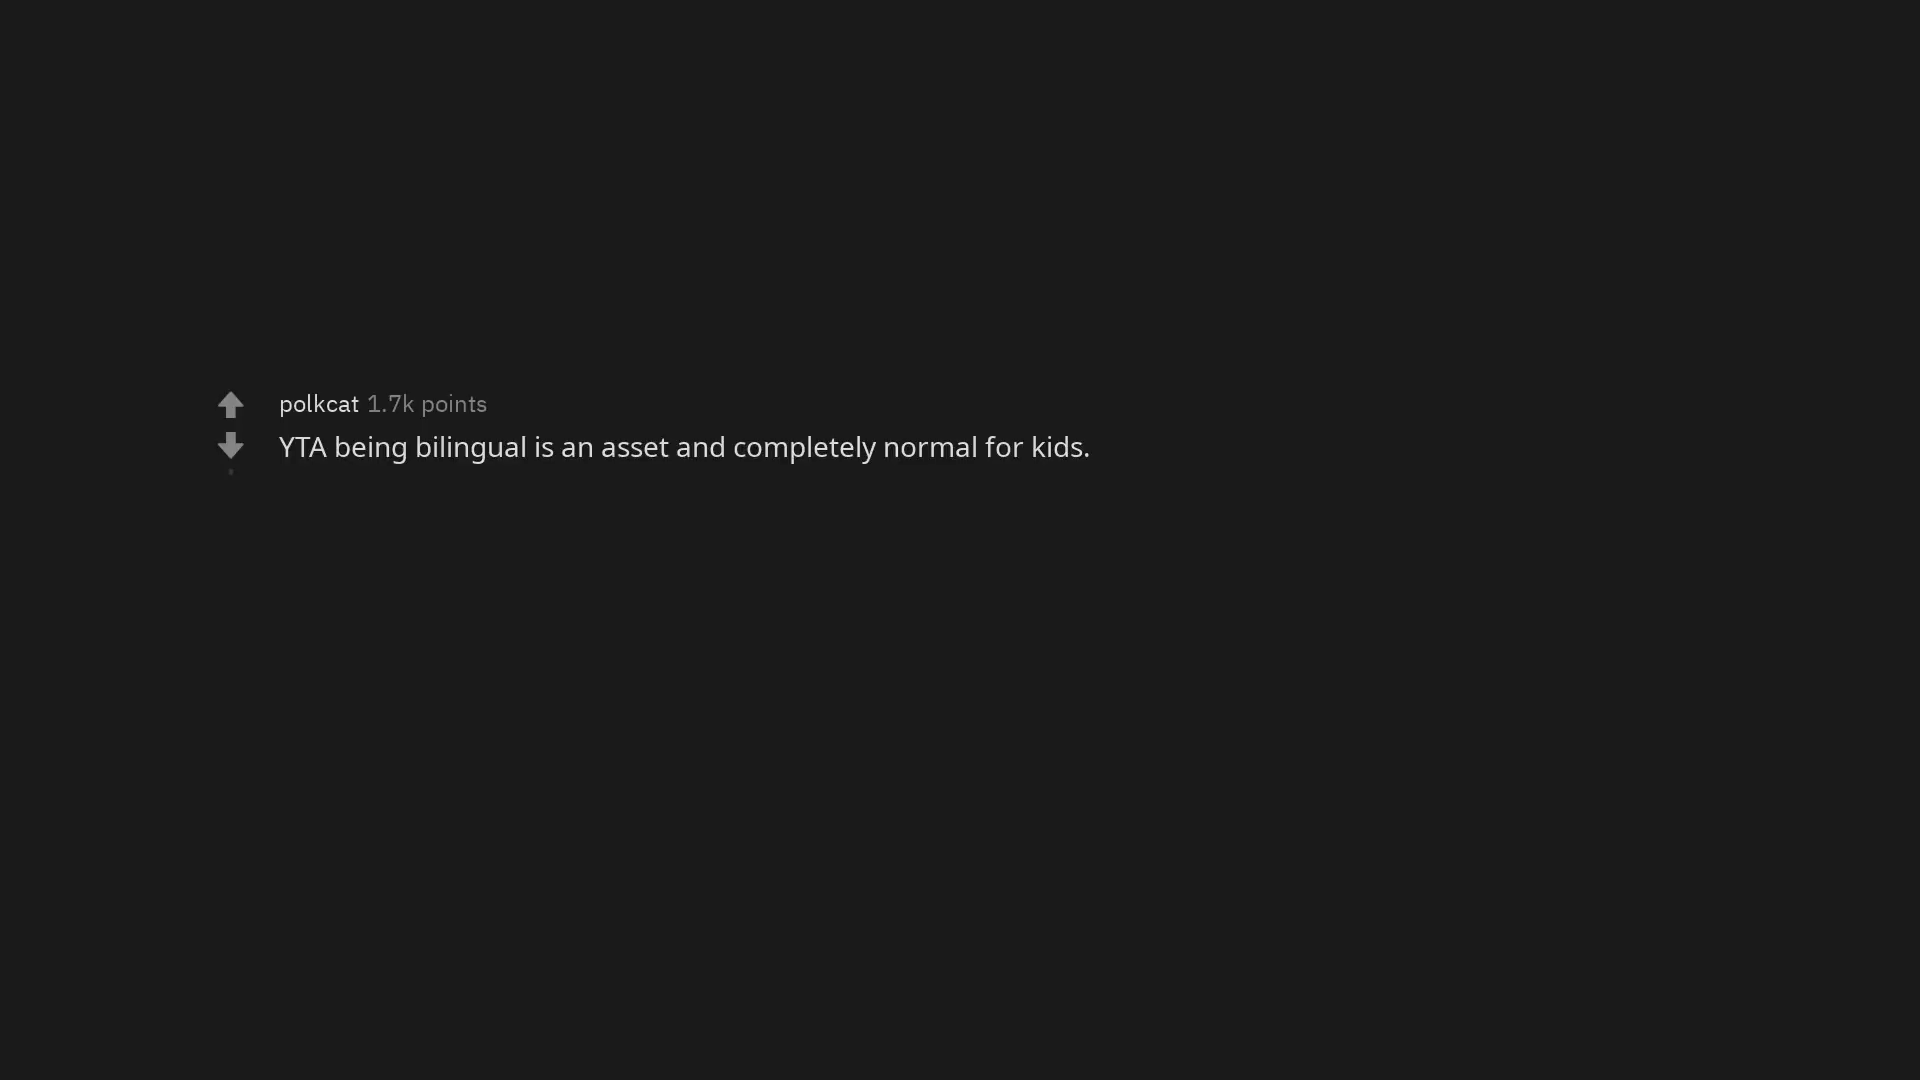 polkcat 1.7k points
YTA being bilingual is an asset and completely normal for kids.